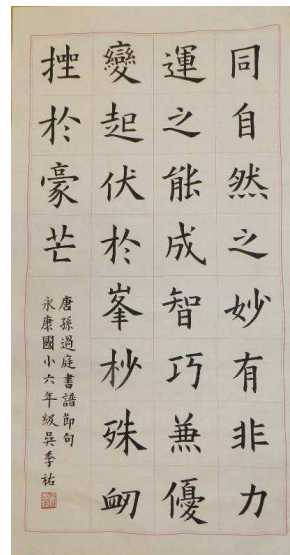 同自然之妙有非力
運之能成智巧兼優
變起伏於峯杪殊衂
挫於豪芒
唐孫過庭書譜節句
永康國小六年級吳季祐